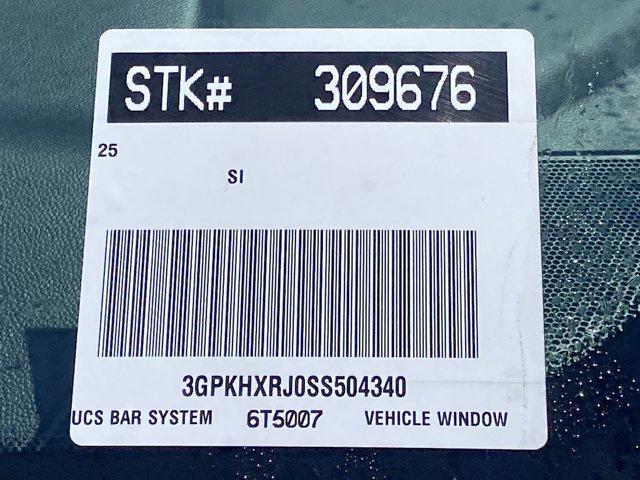 STK# 309676
25
SI
3GPKHXRJ0SS504340
UCS BAR SYSTEM 6T5007 VEHICLE WINDOW